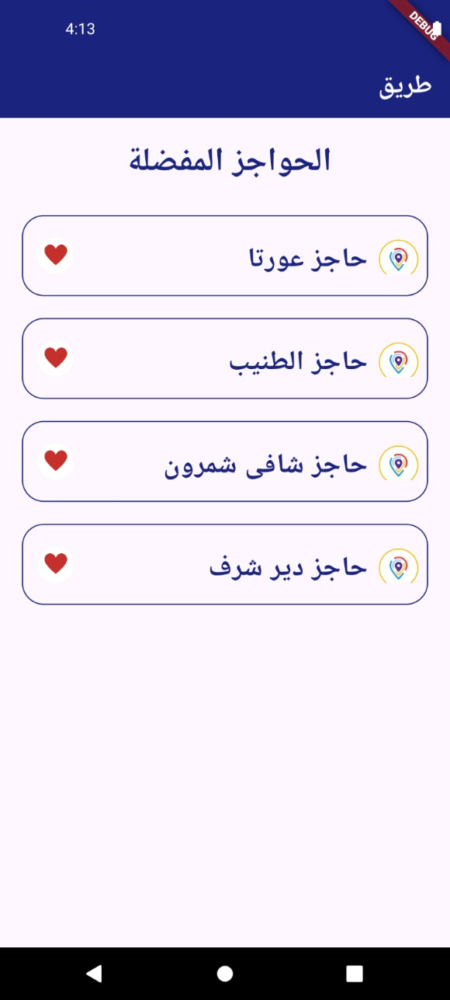 4:13
DEBUG
طريق
الحواجز المفضلة
حاجز عورتا
حاجز الطنيب
حاجز شافى شمرون
حاجز دير شرف